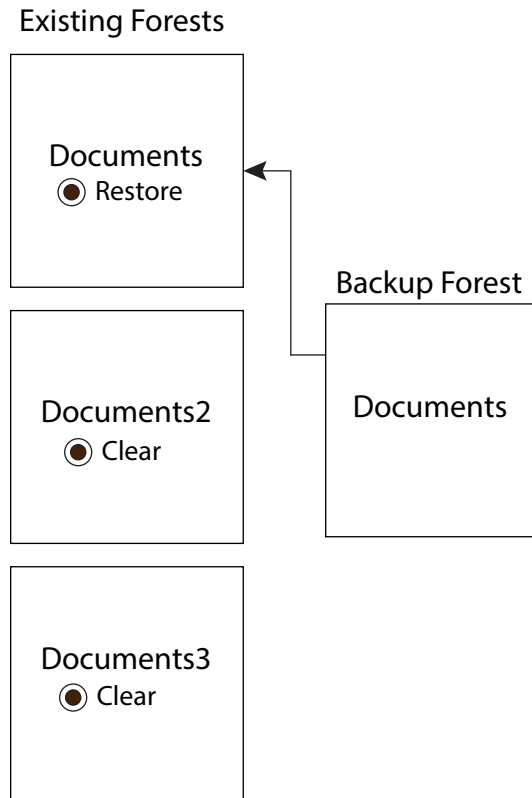 Existing Forests
Documents
Restore
Backup Forest
Documents
Documents2
Clear
Documents3
Clear